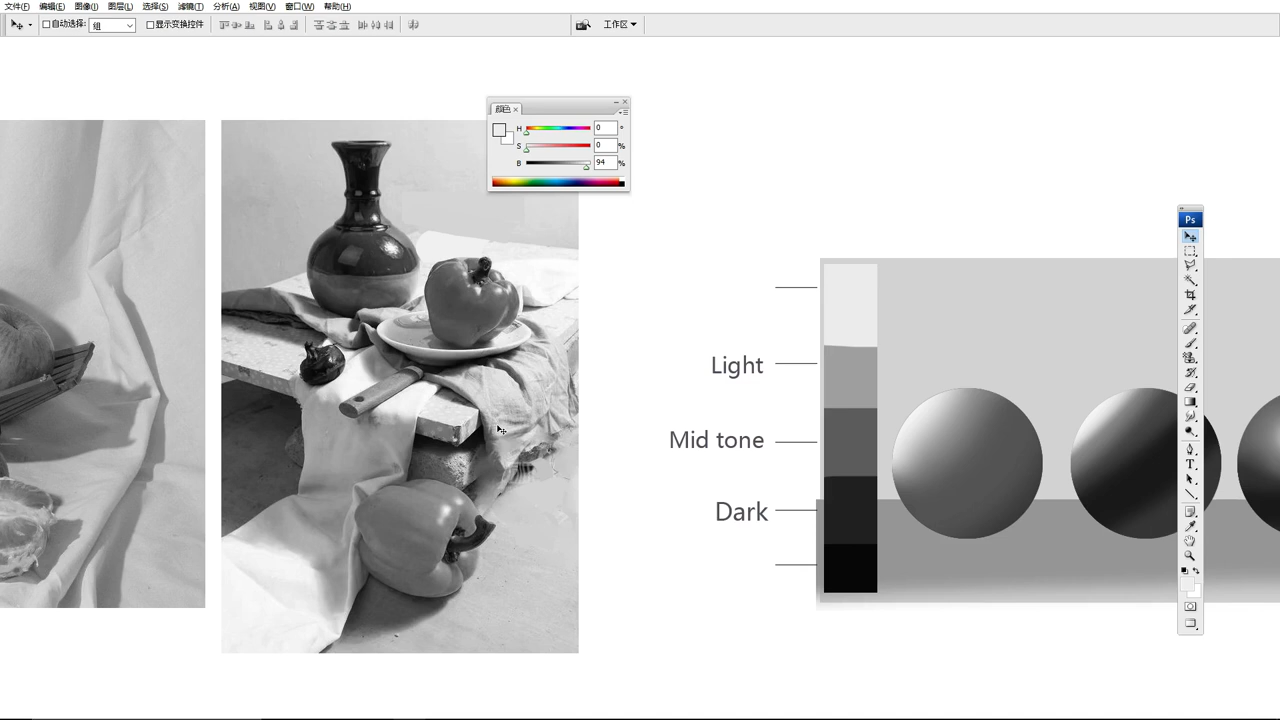 文件(F) 编辑(E) 图像(I) 图层(L) 选择(S) 滤镜(T) 分析(A) 视图(V) 窗口(W) 帮助(H)
自动选择: 组 显示变换控件 工作区
颜色
H 0 °
S 0 %
B 94 %
Ps
T
Light
Mid tone
Dark